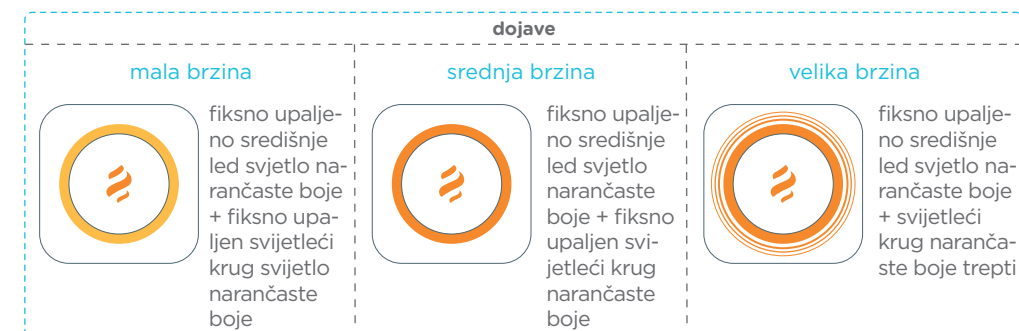 dojave
mala brzina
fiksno upalje-
no središnje
led svjetlo na-
rančaste boje
+ fiksno upa-
ljen svijetleći
krug svijetlo
narančaste
boje
srednja brzina
fiksno upalje-
no središnje
led svjetlo
narančaste
boje + fiksno
upaljen svi-
jetleći krug
narančaste
boje
velika brzina
fiksno upalje-
no središnje
led svjetlo na-
rančaste boje
+ svijetleći
krug naranča-
ste boje trepti